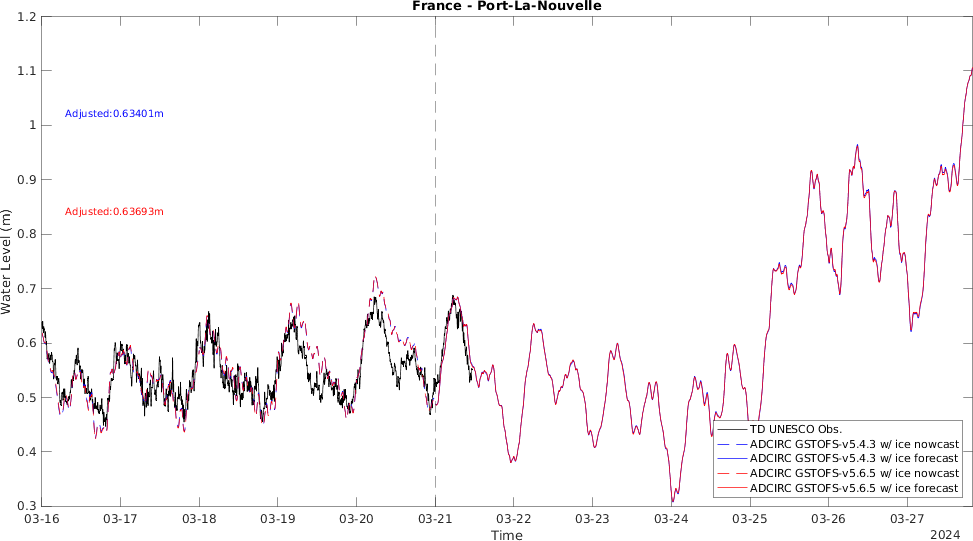 France - Port-La-Nouvelle
1.2
1.1
1
0.9
0.8
0.7
0.6
0.5
0.4
0.3
Water Level (m)
Adjusted:0.63401m
Adjusted:0.63693m
TD UNESCO Obs.
ADCIRC GSTOFS-v5.4.3 w/ ice nowcast
ADCIRC GSTOFS-v5.4.3 w/ ice forecast
ADCIRC GSTOFS-v5.6.5 w/ ice nowcast
ADCIRC GSTOFS-v5.6.5 w/ ice forecast
03-16 03-17 03-18 03-19 03-20 03-21 03-22 03-23 03-24 03-25 03-26 03-27
Time
2024